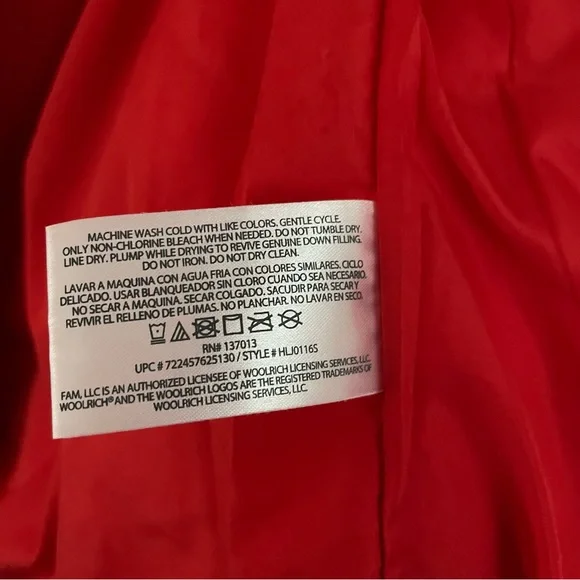 MACHINE WASH COLD WITH LIKE COLORS. GENTLE CYCLE.
ONLY NON-CHLORINE BLEACH WHEN NEEDED. DO NOT TUMBLE DRY.
LINE DRY. PLUMP WHILE DRYING TO REVIVE GENUINE DOWN FILLING.
DO NOT IRON. DO NOT DRY CLEAN.
LAVAR A MAQUINA CON AGUA FRIA CON COLORES SIMILARES, CICLO
DELICADO. USAR BLANQUEADOR SIN CLORO CUANDO SEA NECESARIO.
NO SECAR A MAQUINA. SECAR COLGADO. SACUDIR PARA SECAR Y
REVIVIR EL RELLENO DE PLUMAS. NO PLANCHAR. NO LAVAR EN SECO.
RN# 137013
UPC # 722457625130 / STYLE # HLJ0116S
FAM, LLC IS AN AUTHORIZED LICENSEE OF WOOLRICH LICENSING SERVICES, LLC.
WOOLRICH® AND THE WOOLRICH LOGOS ARE THE REGISTERED TRADEMARKS OF
WOOLRICH LICENSING SERVICES, LLC.